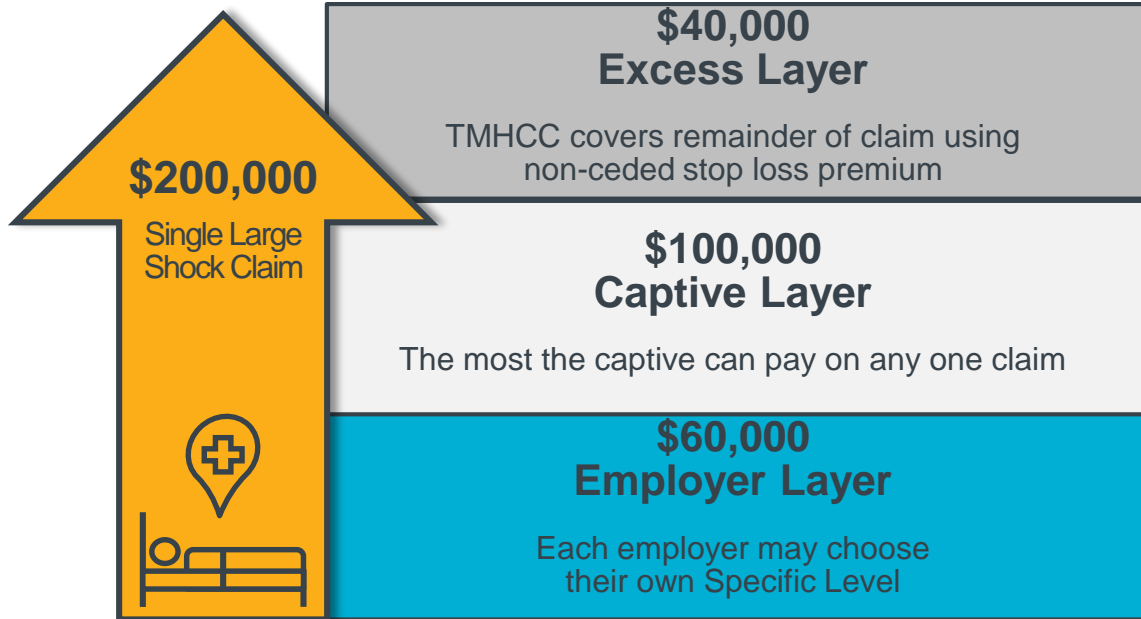 $200,000
Single Large
Shock Claim
$40,000
Excess Layer
TMHCC covers remainder of claim using
non-ceded stop loss premium
$100,000
Captive Layer
The most the captive can pay on any one claim
$60,000
Employer Layer
Each employer may choose
their own Specific Level